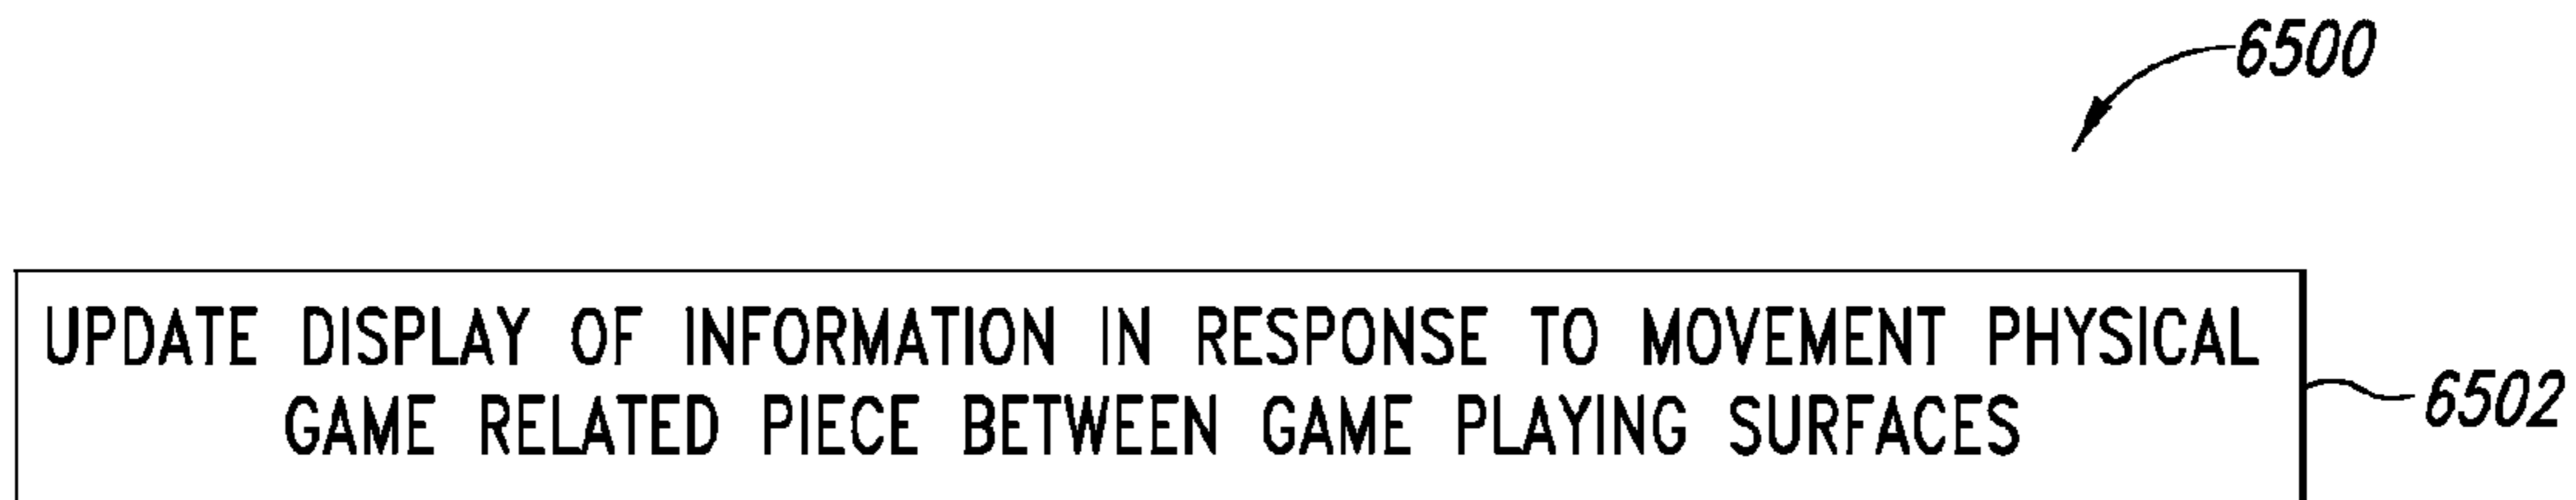 6500
UPDATE DISPLAY OF INFORMATION IN RESPONSE TO MOVEMENT PHYSICAL
GAME RELATED PIECE BETWEEN GAME PLAYING SURFACES
6502